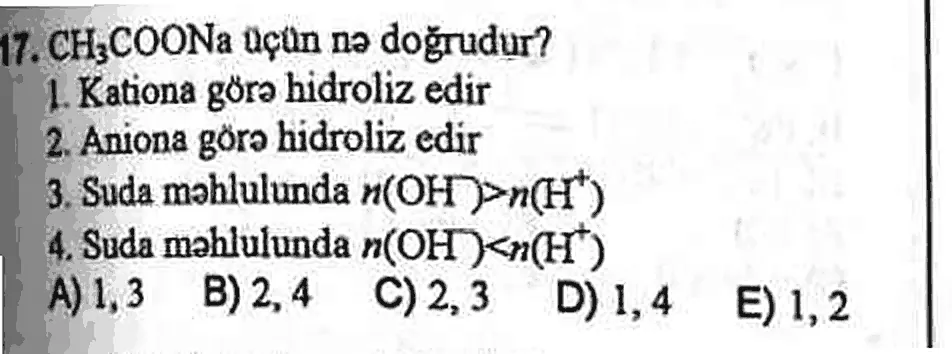 17. CH₃COONa üçün nə doğrudur?
1. Kationa görə hidroliz edir
2. Aniona görə hidroliz edir
3. Suda məhlulunda n(OH⁻)>n(H⁺)
4. Suda məhlulunda n(OH⁻)<n(H⁺)
A) 1, 3 B) 2, 4 C) 2, 3 D) 1, 4 E) 1, 2